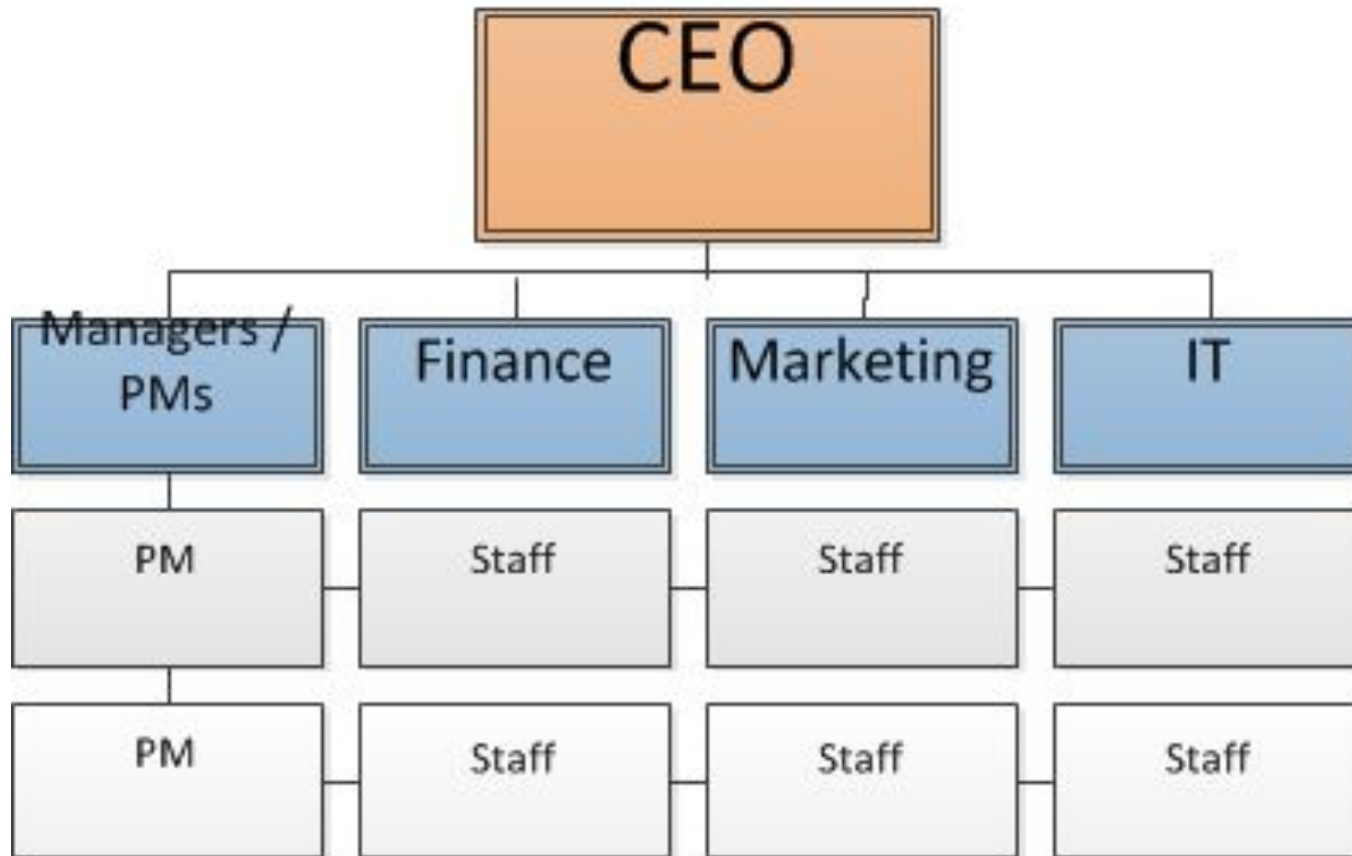 CEO
Managers /
PMs
Finance
Marketing
IT
PM
Staff
Staff
Staff
PM
Staff
Staff
Staff